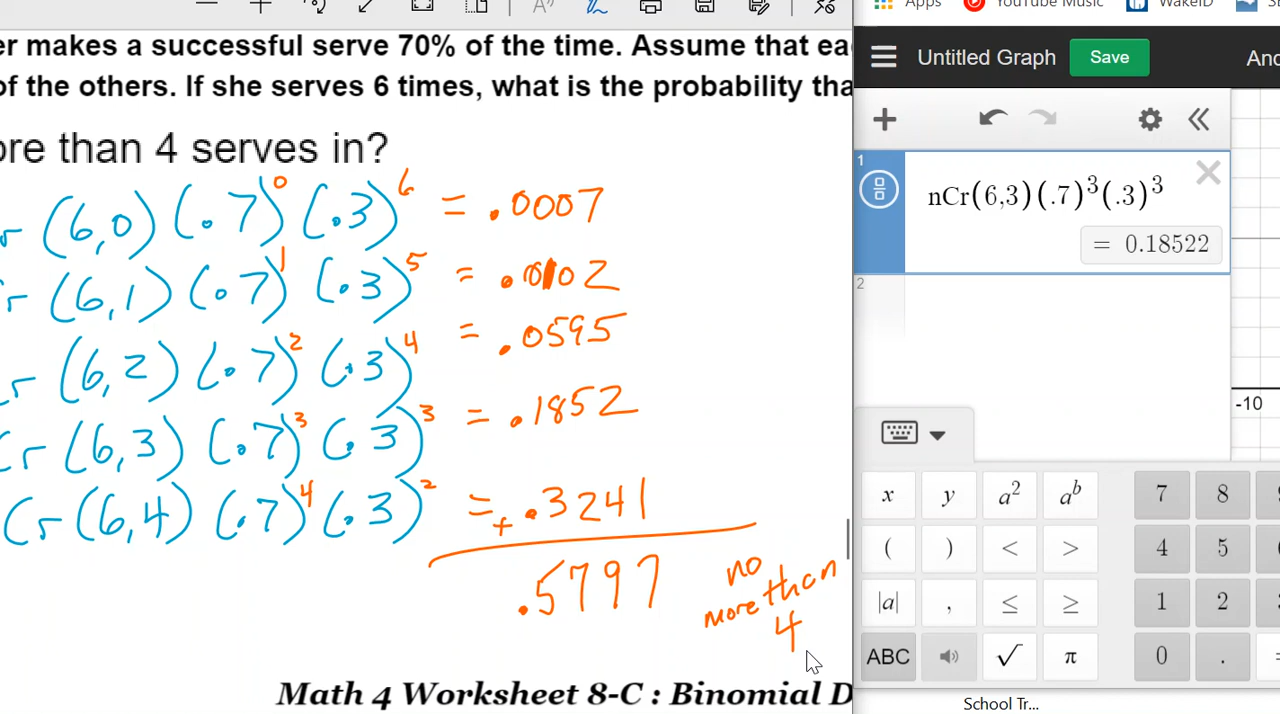 er makes a successful serve 70% of the time. Assume that ea
of the others. If she serves 6 times, what is the probability tha
ore than 4 serves in?
r (6,0) (.7)^0 (.3)^6 = .0007
r (6,1) (.7)^1 (.3)^5 = .0102
r (6,2) (.7)^2 (.3)^4 = .0595
Cr (6,3) (.7)^3 (.3)^3 = .1852
Cr (6,4) (.7)^4 (.3)^2 = + .3241
.5797
no
more than
4
Math 4 Worksheet 8-C : Binomial D
Apps YouTube Music WakeID
Untitled Graph Save
1
nCr(6,3)(.7)^3(.3)^3
= 0.18522
2
-10
x y a^2 a^b 7 8
( ) < > 4 5
|a| , ≤ ≥ 1 2
ABC √ π 0 .
School Tr...